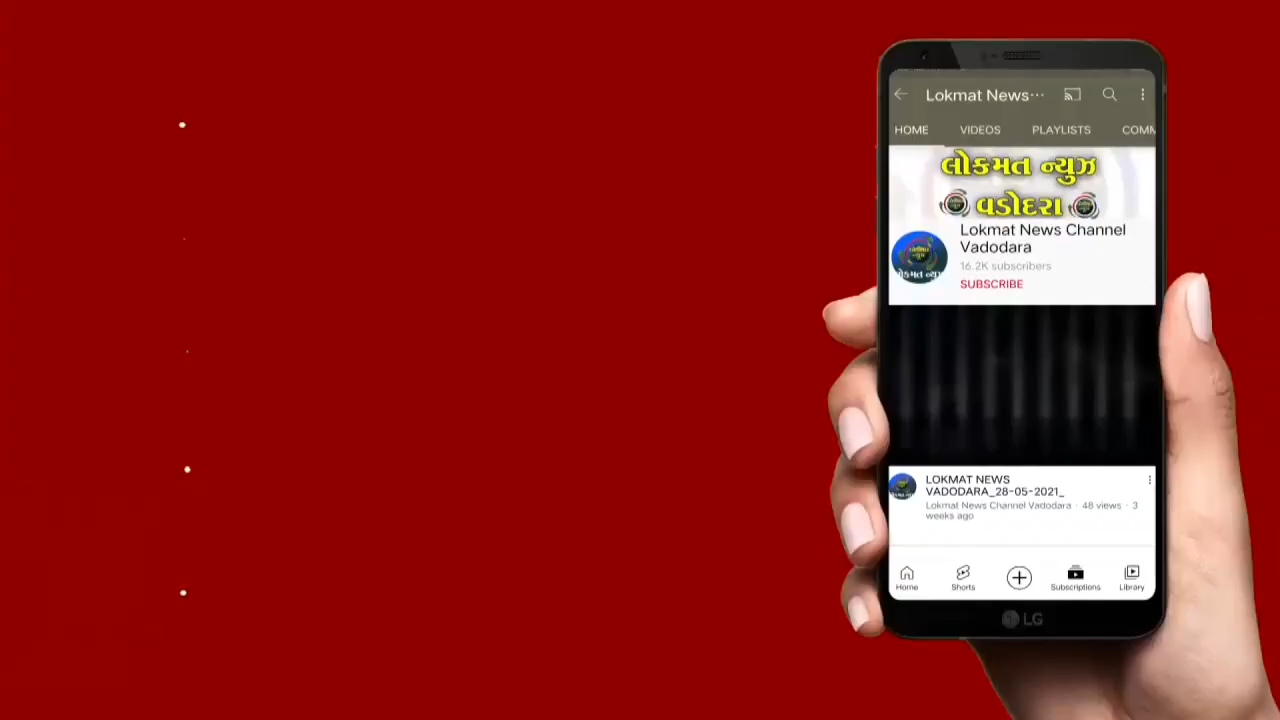 Lokmat News...
HOME VIDEOS PLAYLISTS COMM
લોકમત ન્યુઝ
વડોદરા
Lokmat News Channel
Vadodara
16.2K subscribers
SUBSCRIBE
LOKMAT NEWS
VADODARA_28-05-2021_
Lokmat News Channel Vadodara · 48 views · 3
weeks ago
Home Shorts Subscriptions Library
LG